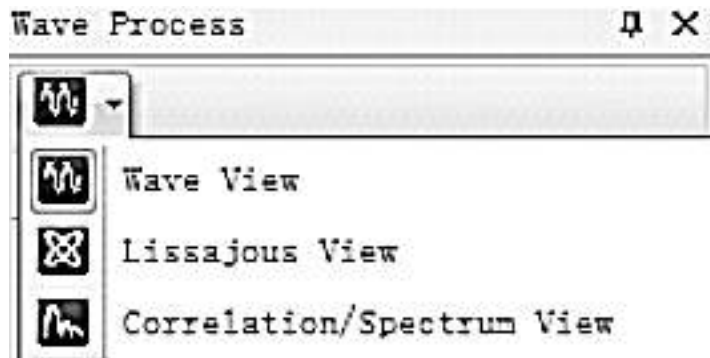 Wave Process
Wave View
Lissajous View
Correlation/Spectrum View